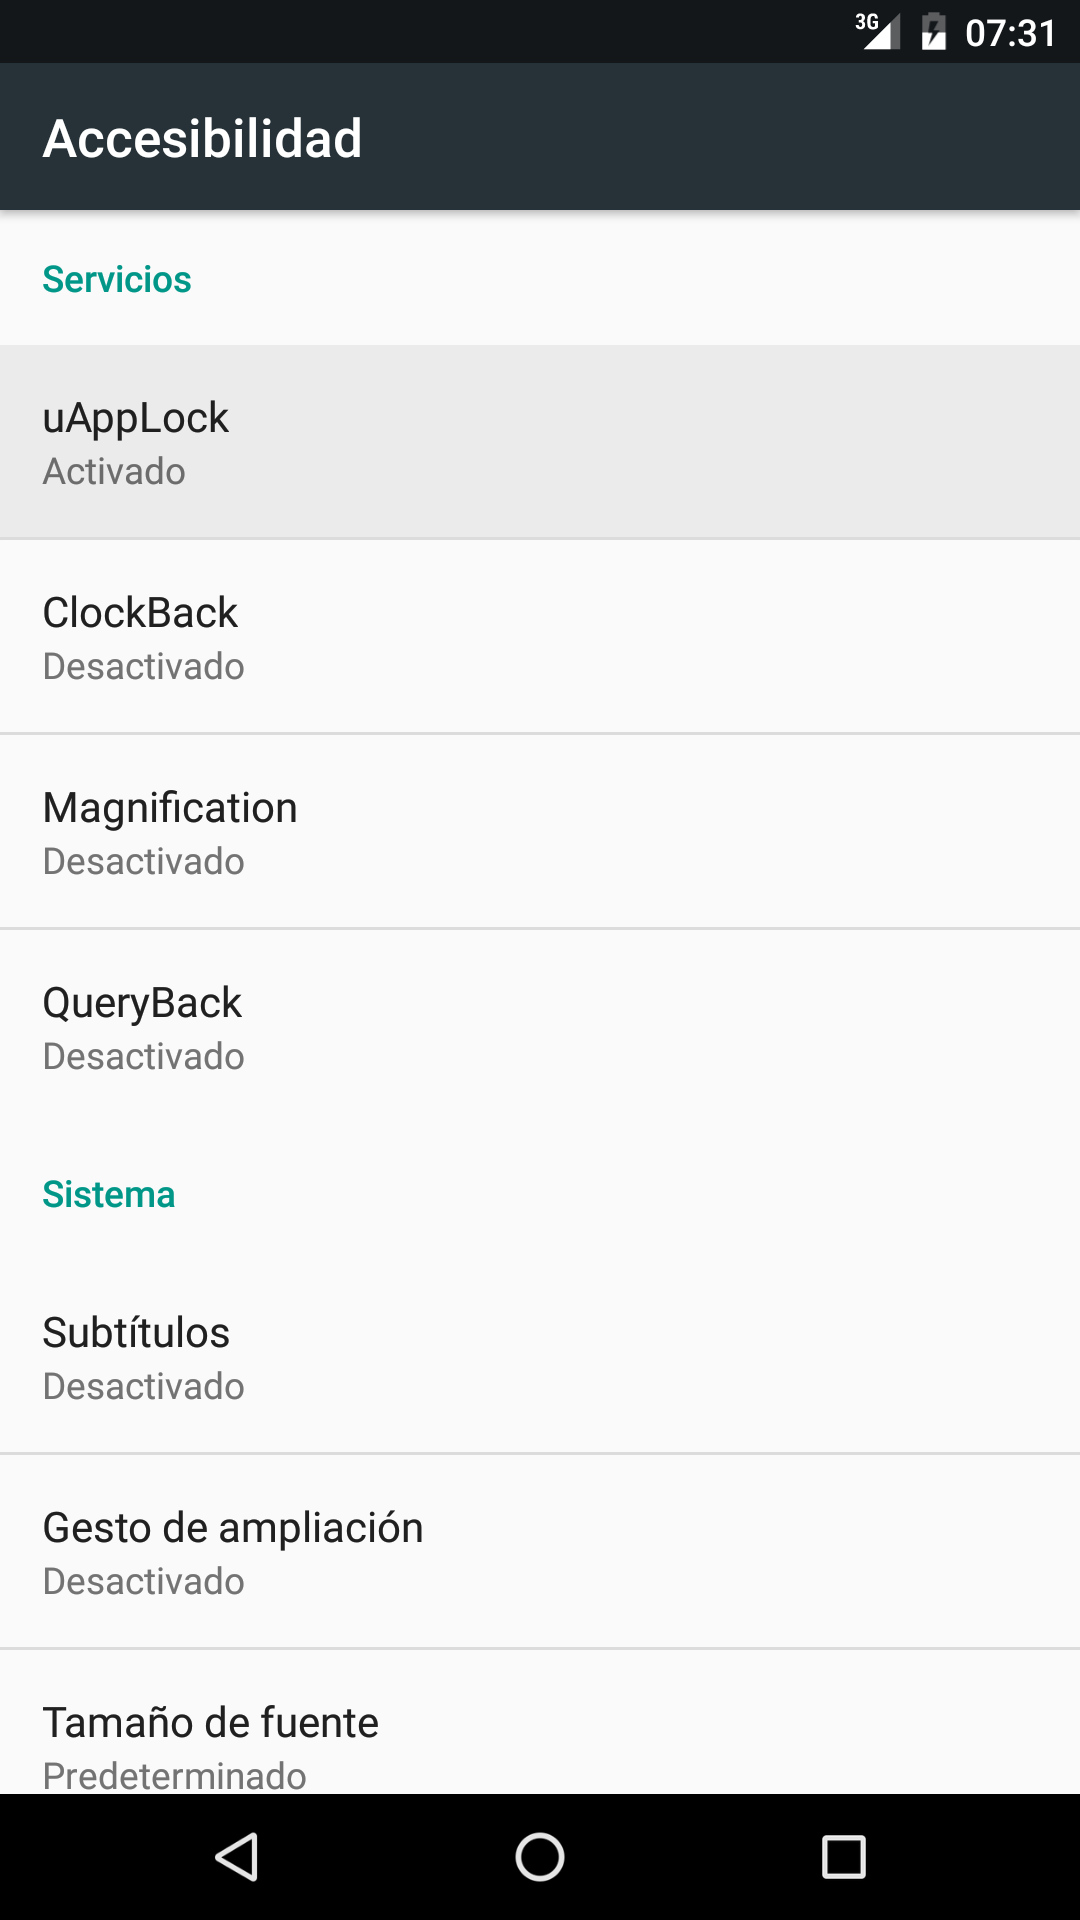 3G 07:31
Accesibilidad
Servicios
uAppLock
Activado
ClockBack
Desactivado
Magnification
Desactivado
QueryBack
Desactivado
Sistema
Subtítulos
Desactivado
Gesto de ampliación
Desactivado
Tamaño de fuente
Predeterminado